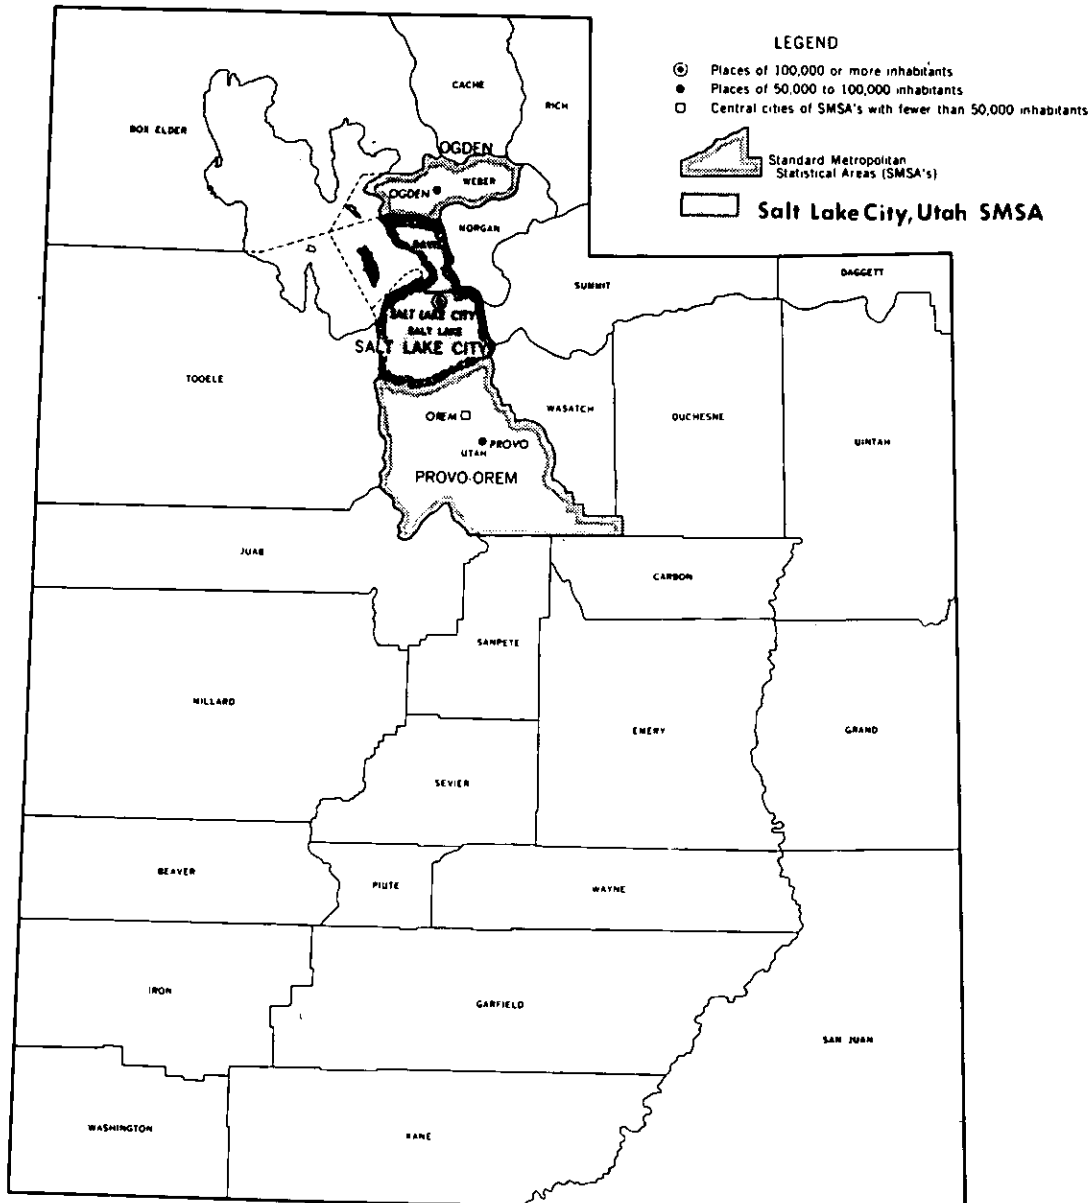 LEGEND
Places of 100,000 or more inhabitants
Places of 50,000 to 100,000 inhabitants
Central cities of SMSA's with fewer than 50,000 inhabitants
Standard Metropolitan
Statistical Areas (SMSA's)
Salt Lake City, Utah SMSA
CACHE
RICH
BOX ELDER
OGDEN
WEBER
OGDEN
MORGAN
DAVIS
SUMMIT
DAGGETT
SALT LAKE CITY
SALT LAKE
SALT LAKE CITY
TOOELE
WASATCH
DUCHESNE
UINTAH
OREM
PROVO
UTAH
PROVO-OREM
JUAB
CARBON
SANPETE
MILLARD
EMERY
GRAND
SEVIER
BEAVER
PIUTE
WAYNE
IRON
GARFIELD
SAN JUAN
WASHINGTON
KANE